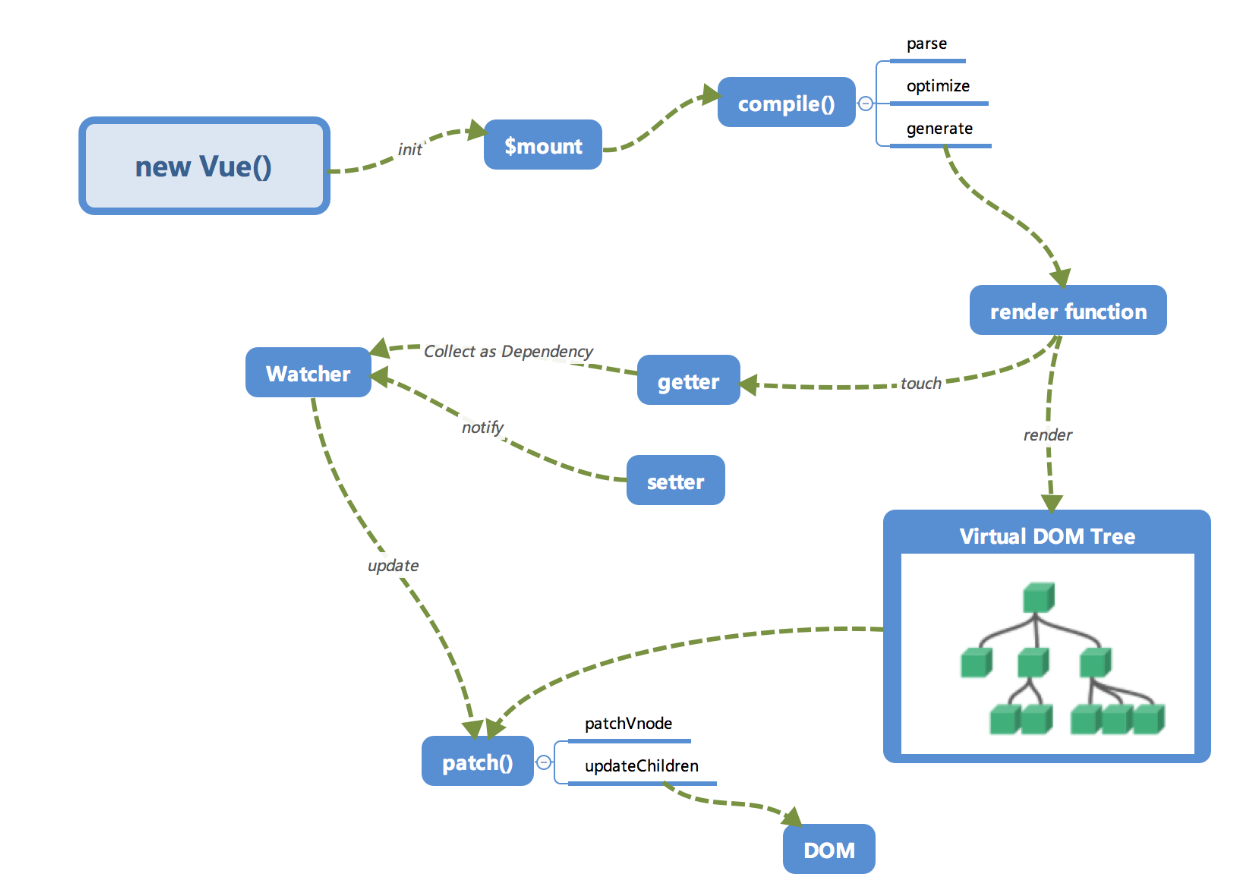 parse
optimize
compile()
generate
new Vue()
init
$mount
render function
Collect as Dependency
Watcher
getter
touch
notify
render
setter
Virtual DOM Tree
update
patchVnode
patch()
updateChildren
DOM